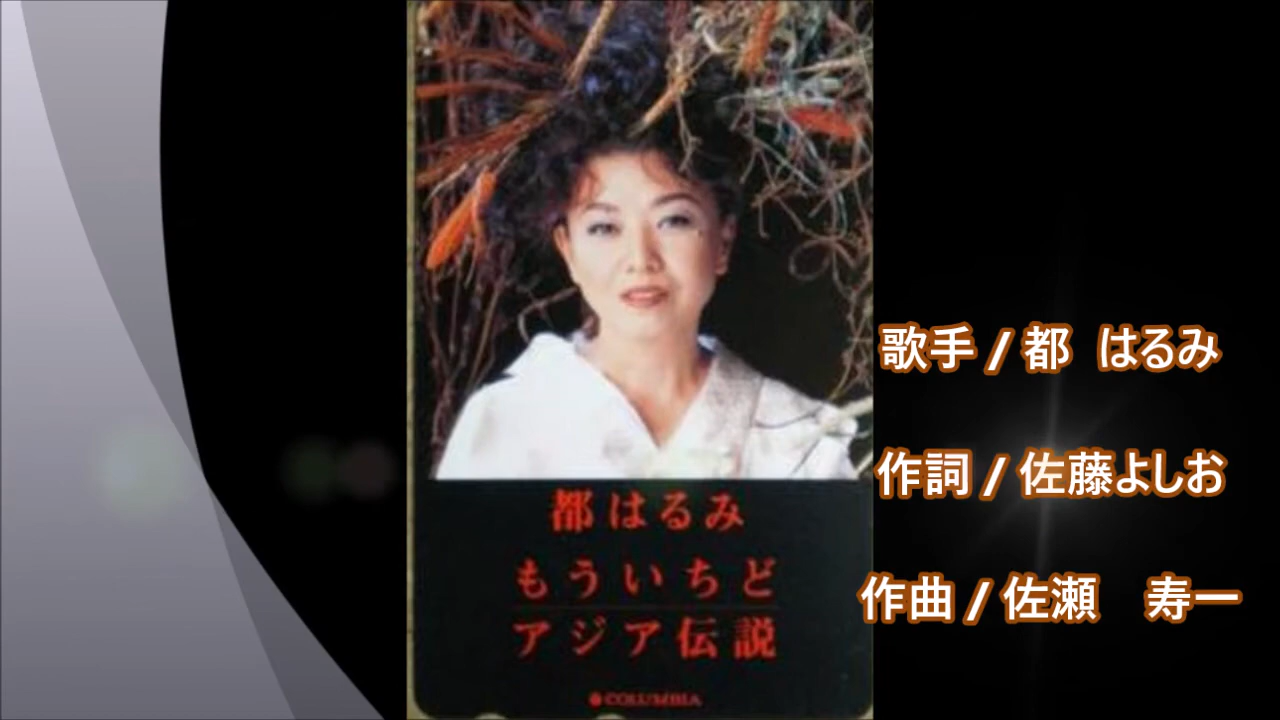 都はるみ
もういちど
アジア伝説
COLUMBIA
歌手 / 都 はるみ
作詞 / 佐藤よしお
作曲 / 佐瀬 寿一